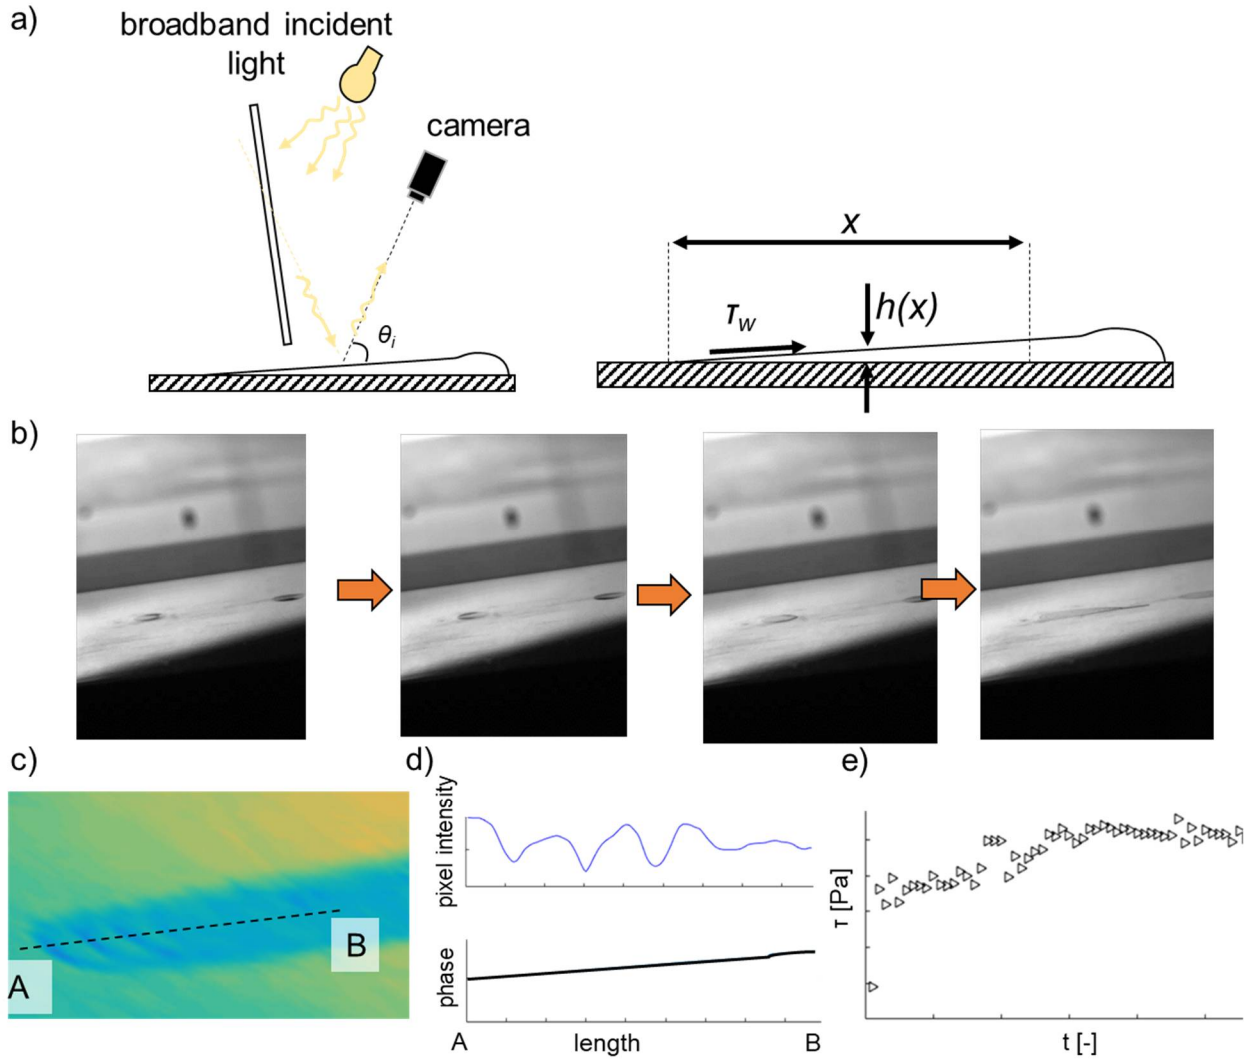 a)
broadband incident
light
camera
θi
x
τw
h(x)
b)
c)
A
B
d)
pixel intensity
phase
A
length
B
e)
τ [Pa]
t [-]